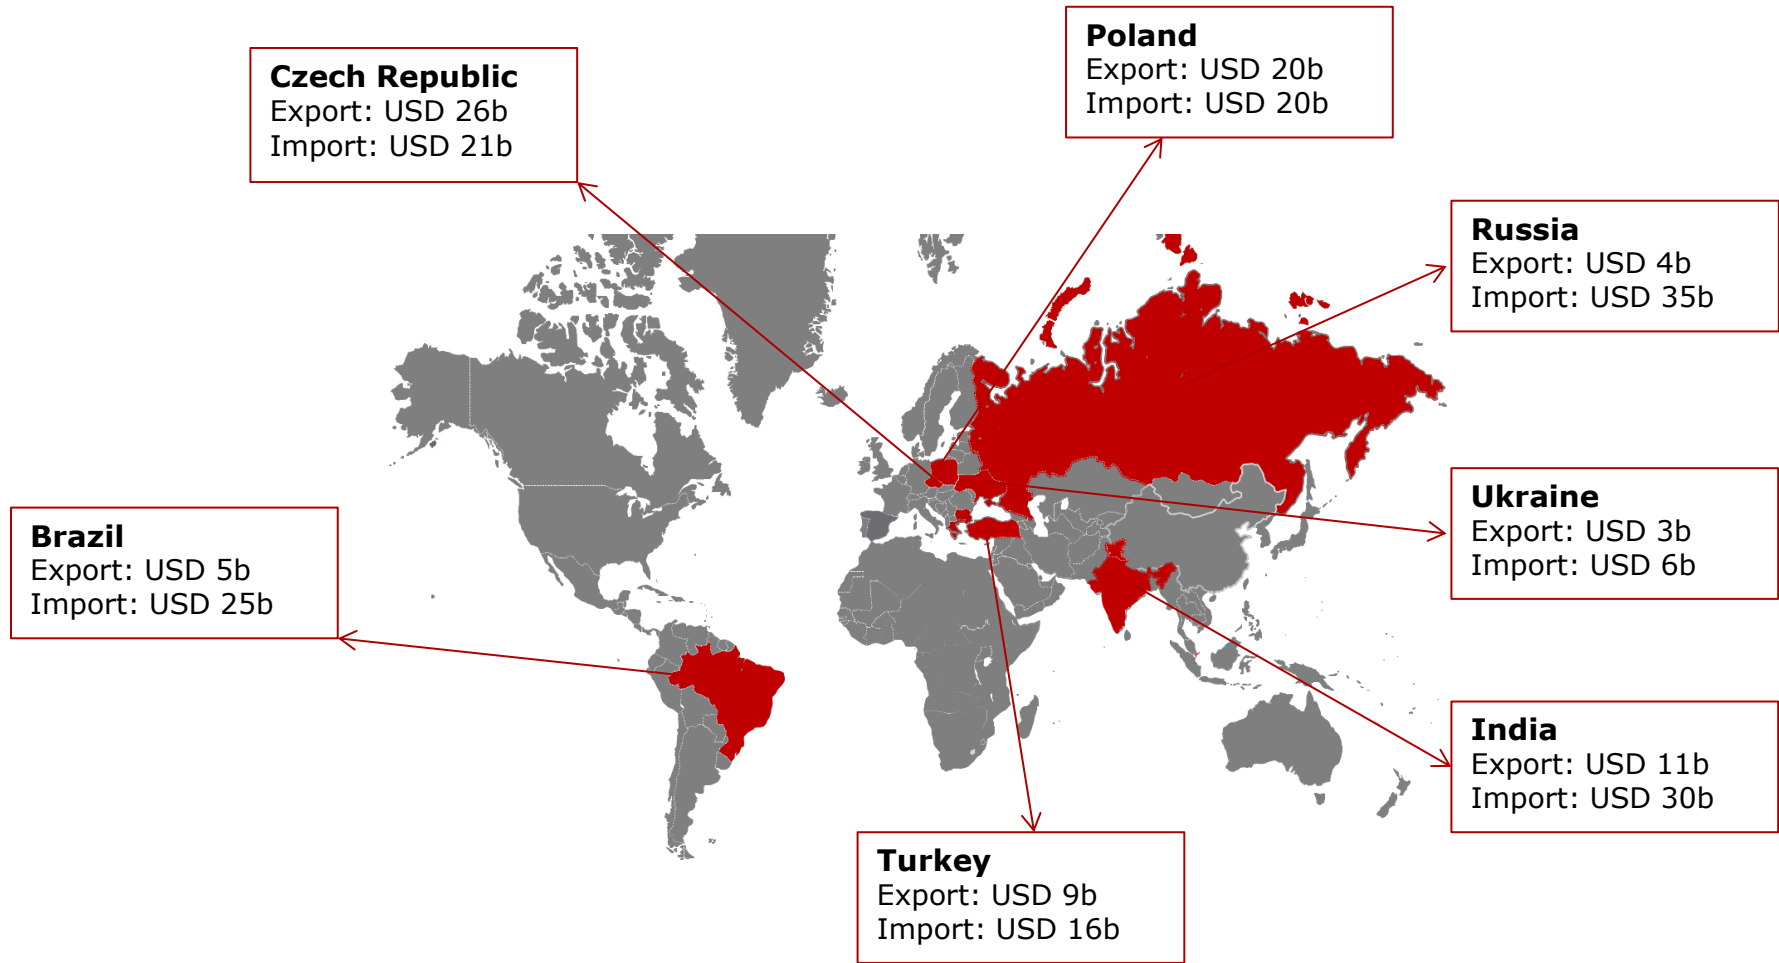 Poland
Export: USD 20b
Import: USD 20b
Czech Republic
Export: USD 26b
Import: USD 21b
Russia
Export: USD 4b
Import: USD 35b
Ukraine
Export: USD 3b
Import: USD 6b
Brazil
Export: USD 5b
Import: USD 25b
India
Export: USD 11b
Import: USD 30b
Turkey
Export: USD 9b
Import: USD 16b